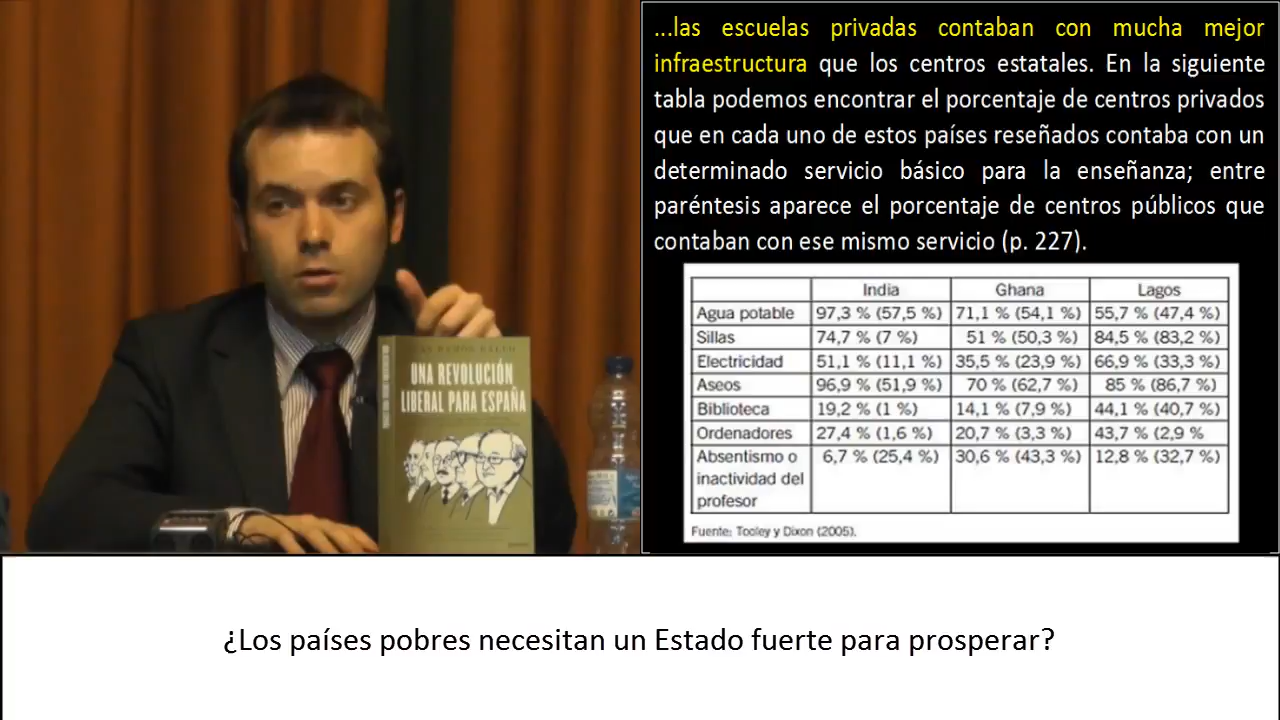 ...las escuelas privadas contaban con mucha mejor
infraestructura que los centros estatales. En la siguiente
tabla podemos encontrar el porcentaje de centros privados
que en cada uno de estos países reseñados contaba con un
determinado servicio básico para la enseñanza; entre
paréntesis aparece el porcentaje de centros públicos que
contaban con ese mismo servicio (p. 227).
India Ghana Lagos
Agua potable 97,3 % (57,5 %) 71,1 % (54,1 %) 55,7 % (47,4 %)
Sillas 74,7 % (7 %) 51 % (50,3 %) 84,5 % (83,2 %)
Electricidad 51,1 % (11,1 %) 35,5 % (23,9 %) 66,9 % (33,3 %)
Aseos 96,9 % (51,9 %) 70 % (62,7 %) 85 % (86,7 %)
Biblioteca 19,2 % (1 %) 14,1 % (7,9 %) 44,1 % (40,7 %)
Ordenadores 27,4 % (1,6 %) 20,7 % (3,3 %) 43,7 % (2,9 %
Absentismo o 6,7 % (25,4 %) 30,6 % (43,3 %) 12,8 % (32,7 %)
inactividad del
profesor
Fuente: Tooley y Dixon (2005).
JUAN RAMÓN RALLO
UNA REVOLUCIÓN
LIBERAL PARA ESPAÑA
¿Los países pobres necesitan un Estado fuerte para prosperar?